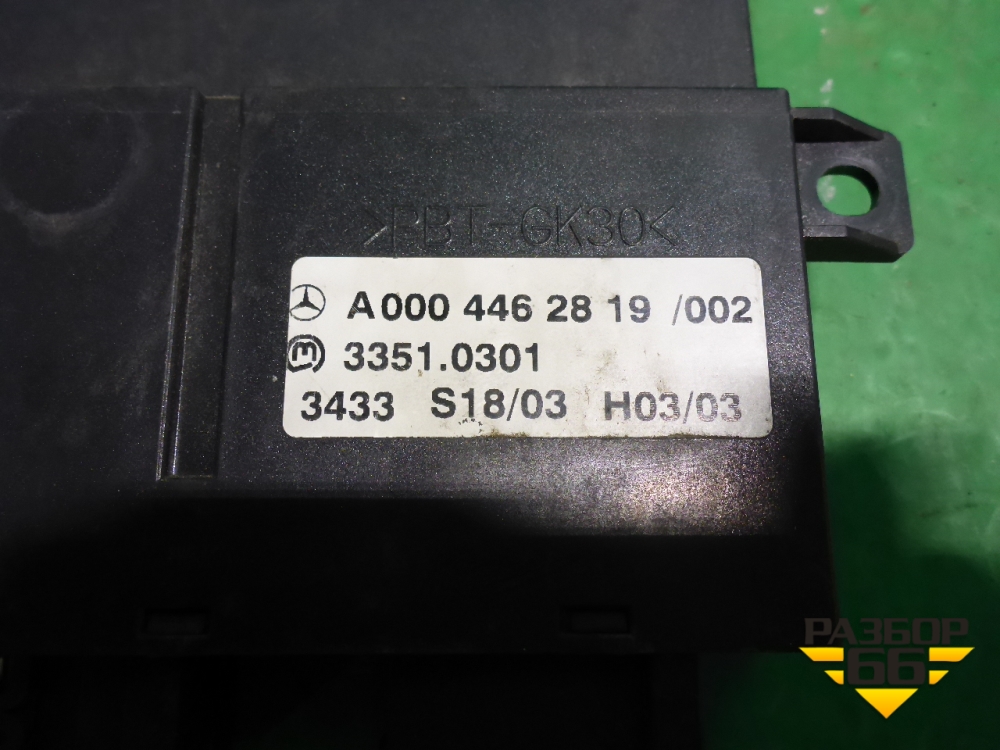 >PBT-GK30<
A000 446 28 19 /002
3351.0301
3433 S18/03 H03/03
РАЗБОР
66